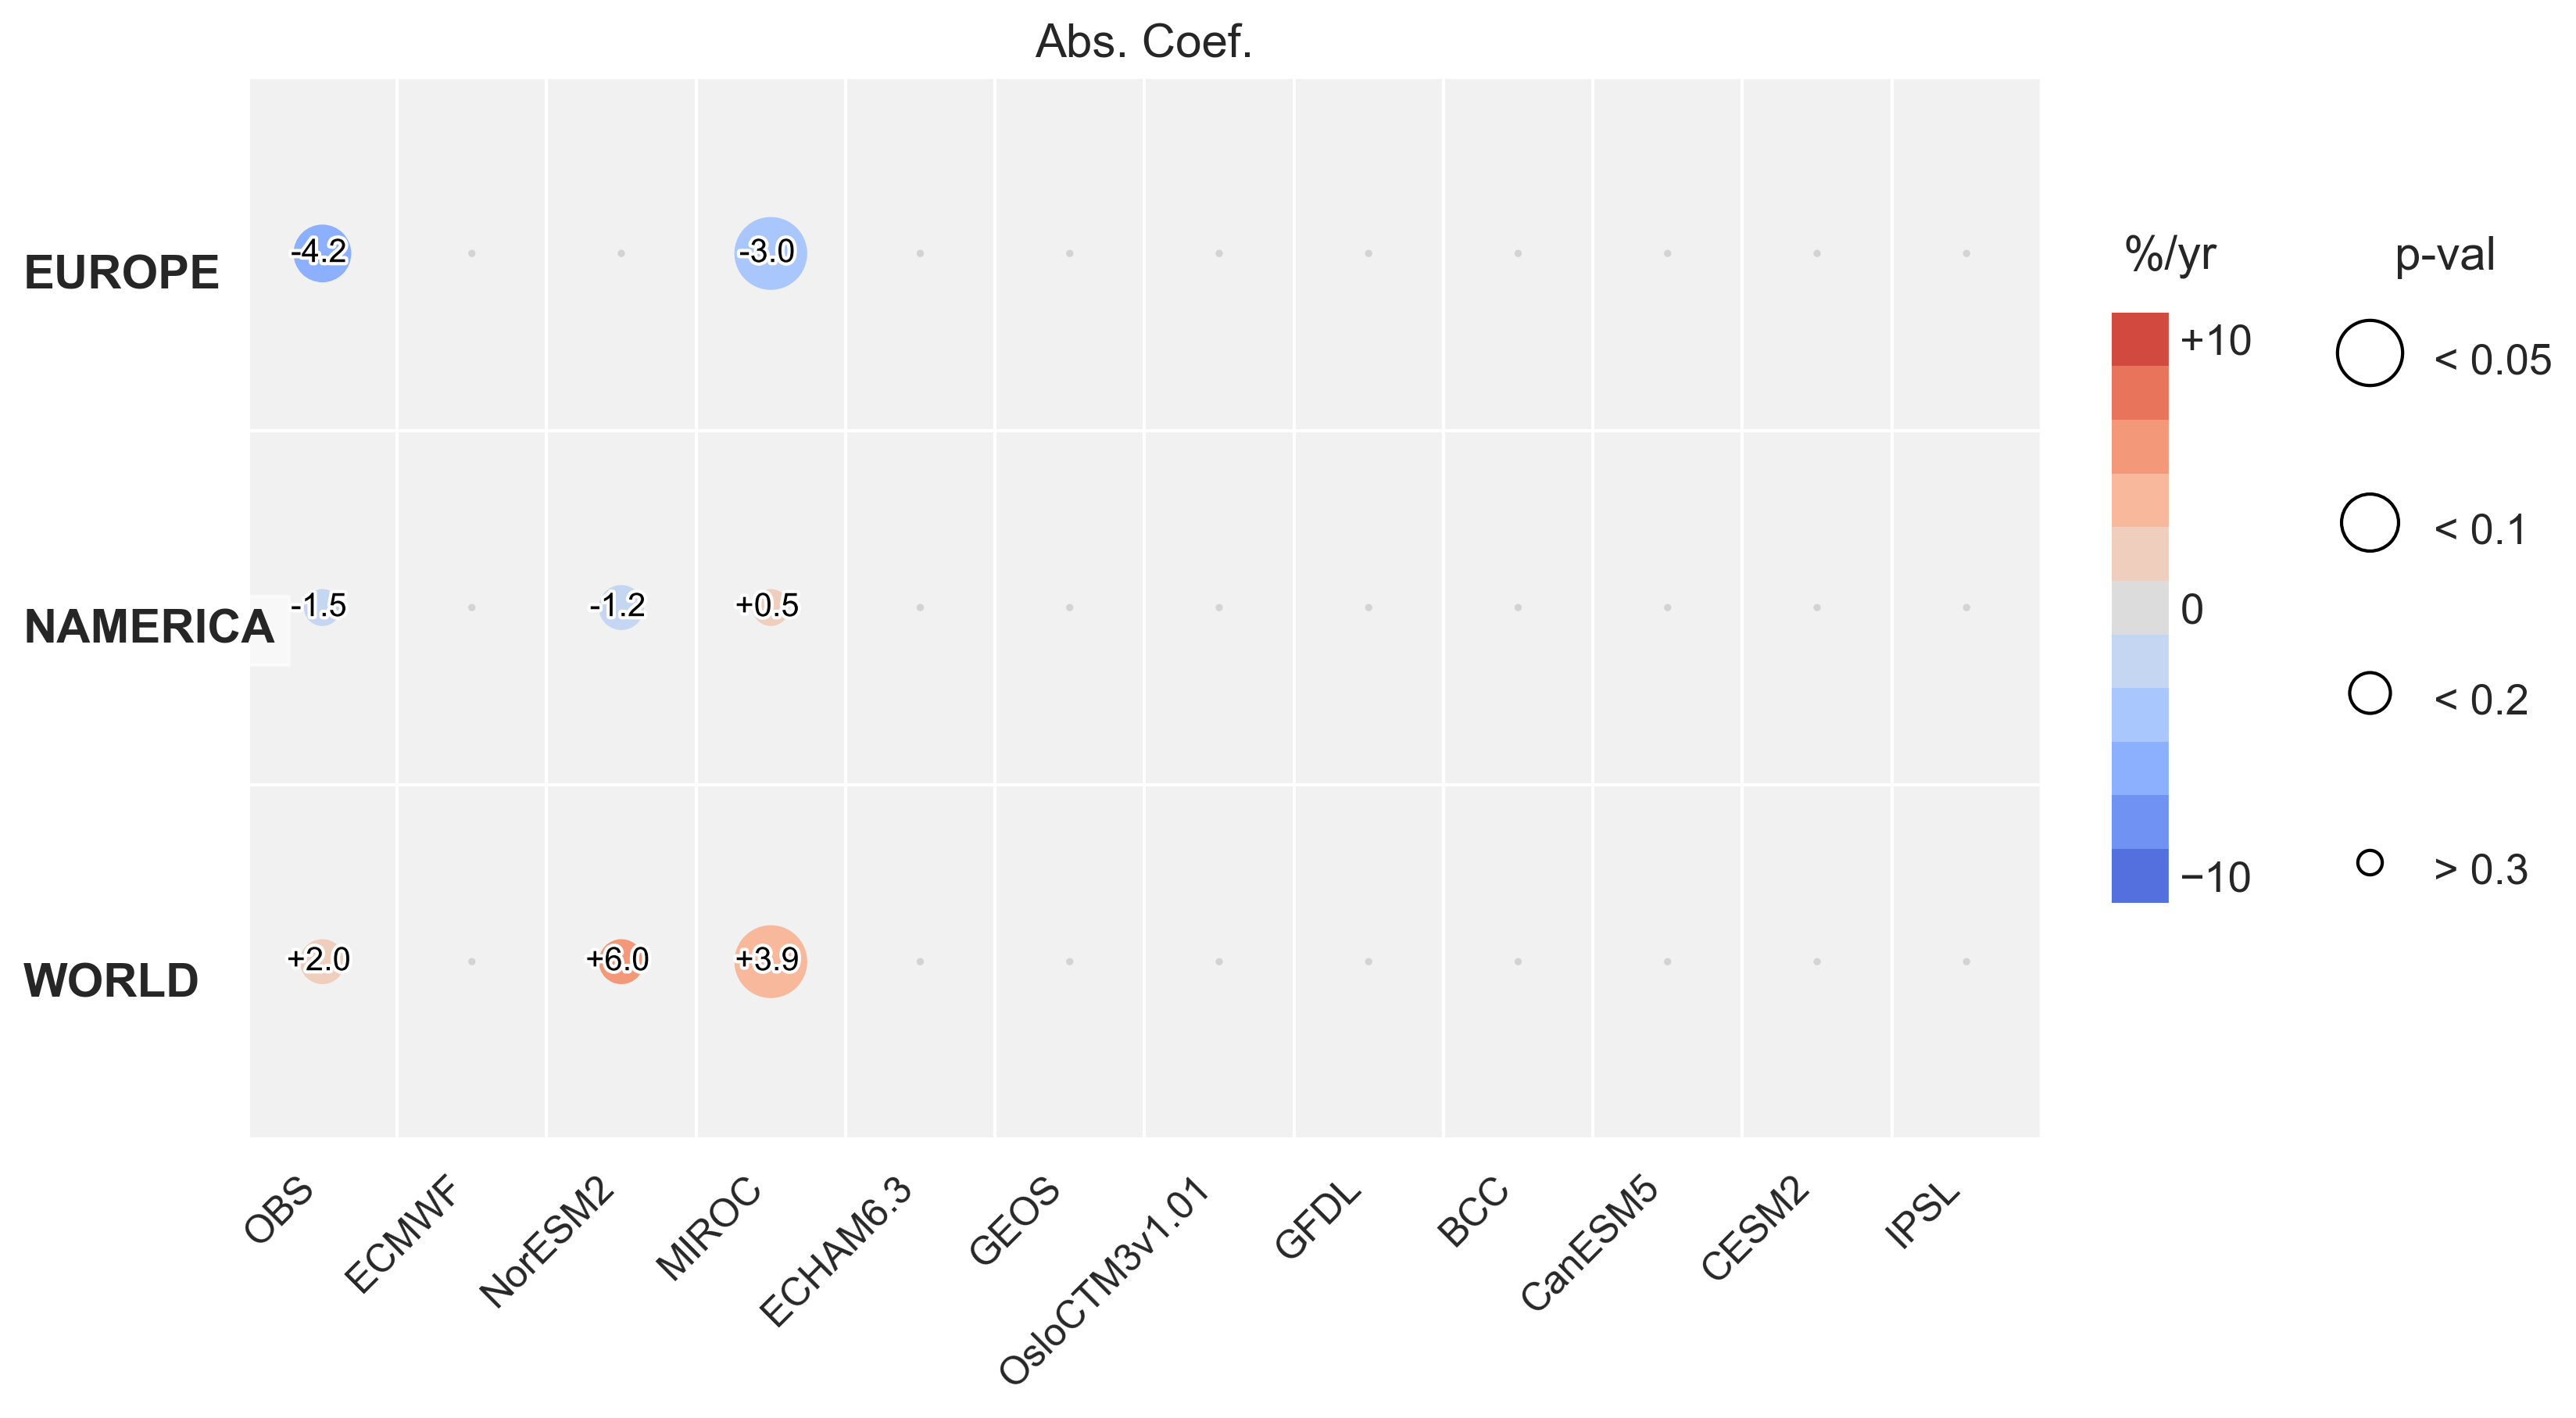 Abs. Coef.
EUROPE
-4.2
-3.0
NAMERICA
-1.5
-1.2
+0.5
WORLD
+2.0
+6.0
+3.9
OBS
ECMWF
NorESM2
MIROC
ECHAM6.3
GEOS
OsloCTM3v1.01
GFDL
BCC
CanESM5
CESM2
IPSL
%/yr
+10
0
−10
p-val
< 0.05
< 0.1
< 0.2
> 0.3